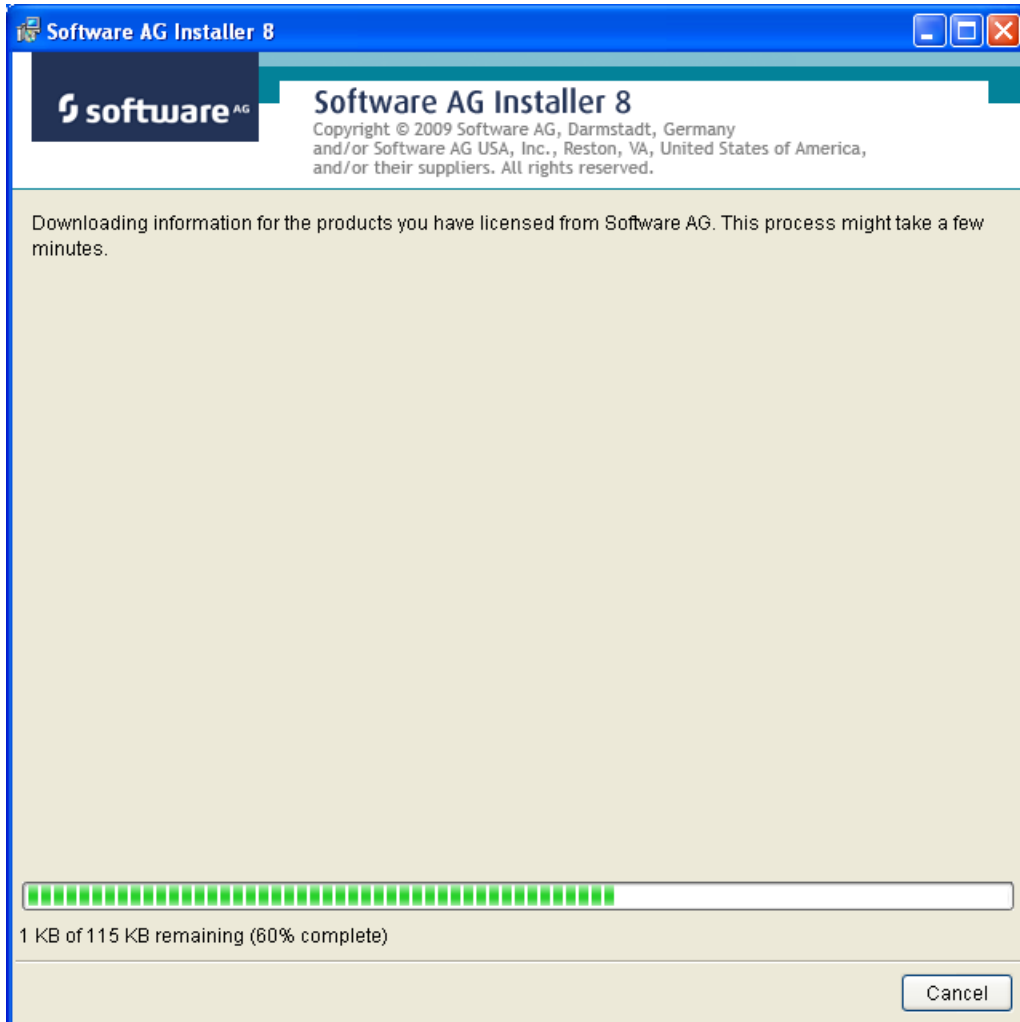 Software AG Installer 8
software AG
Software AG Installer 8
Copyright © 2009 Software AG, Darmstadt, Germany
and/or Software AG USA, Inc., Reston, VA, United States of America,
and/or their suppliers. All rights reserved.
Downloading information for the products you have licensed from Software AG. This process might take a few
minutes.
1 KB of 115 KB remaining (60% complete)
Cancel